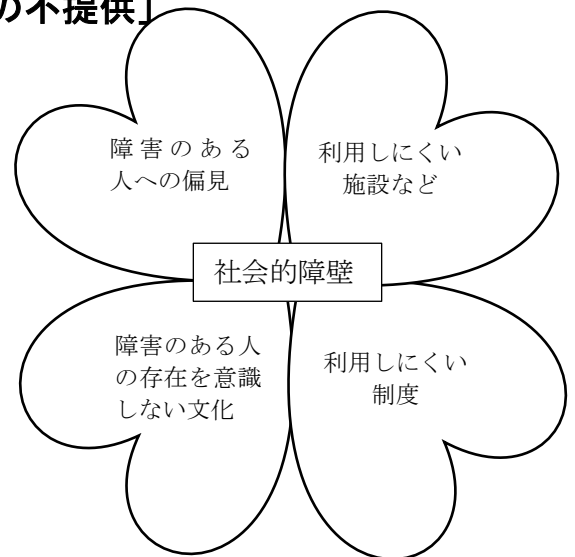 の不提供」
障害のある
人への偏見
利用しにくい
施設など
社会的障壁
障害のある人
の存在を意識
しない文化
利用しにくい
制度